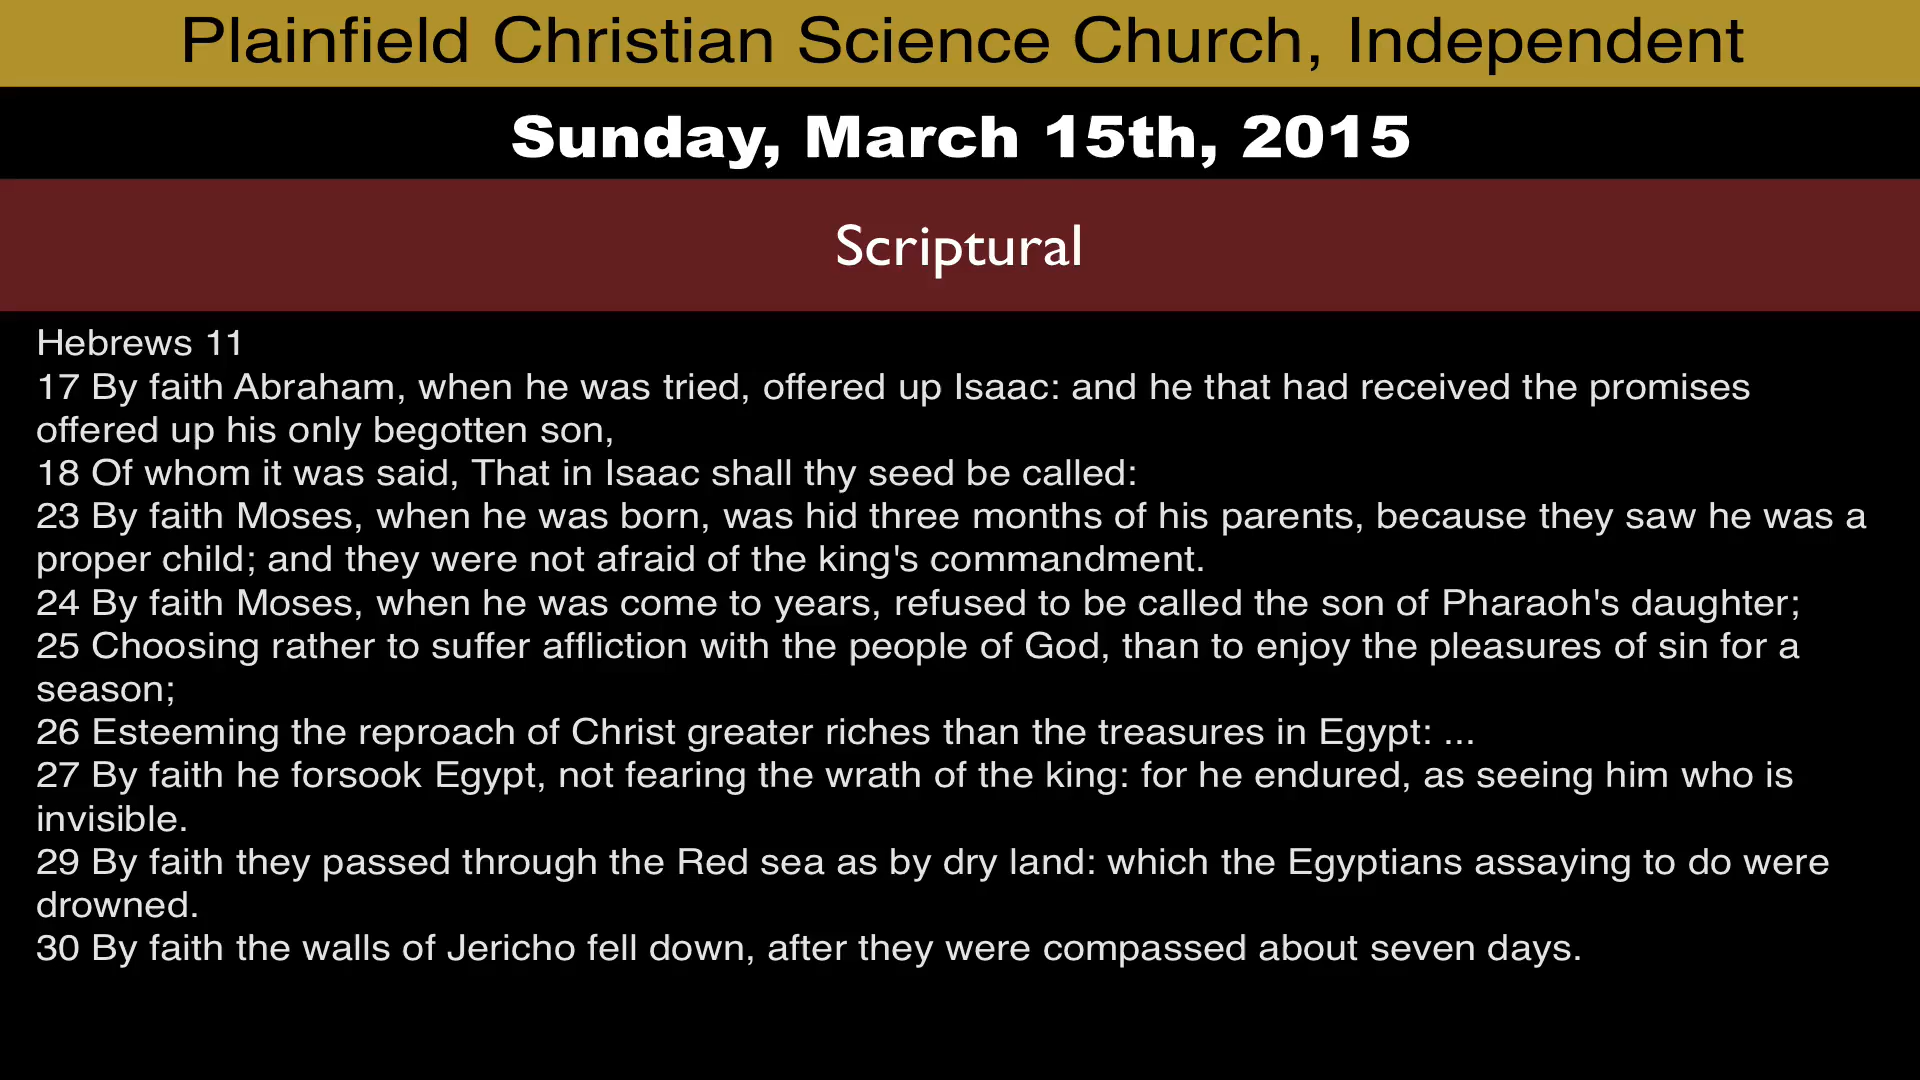 Plainfield Christian Science Church, Independent
Sunday, March 15th, 2015
Scriptural
Hebrews 11
17 By faith Abraham, when he was tried, offered up Isaac: and he that had received the promises
offered up his only begotten son,
18 Of whom it was said, That in Isaac shall thy seed be called:
23 By faith Moses, when he was born, was hid three months of his parents, because they saw he was a
proper child; and they were not afraid of the king's commandment.
24 By faith Moses, when he was come to years, refused to be called the son of Pharaoh's daughter;
25 Choosing rather to suffer affliction with the people of God, than to enjoy the pleasures of sin for a
season;
26 Esteeming the reproach of Christ greater riches than the treasures in Egypt: ...
27 By faith he forsook Egypt, not fearing the wrath of the king: for he endured, as seeing him who is
invisible.
29 By faith they passed through the Red sea as by dry land: which the Egyptians assaying to do were
drowned.
30 By faith the walls of Jericho fell down, after they were compassed about seven days.